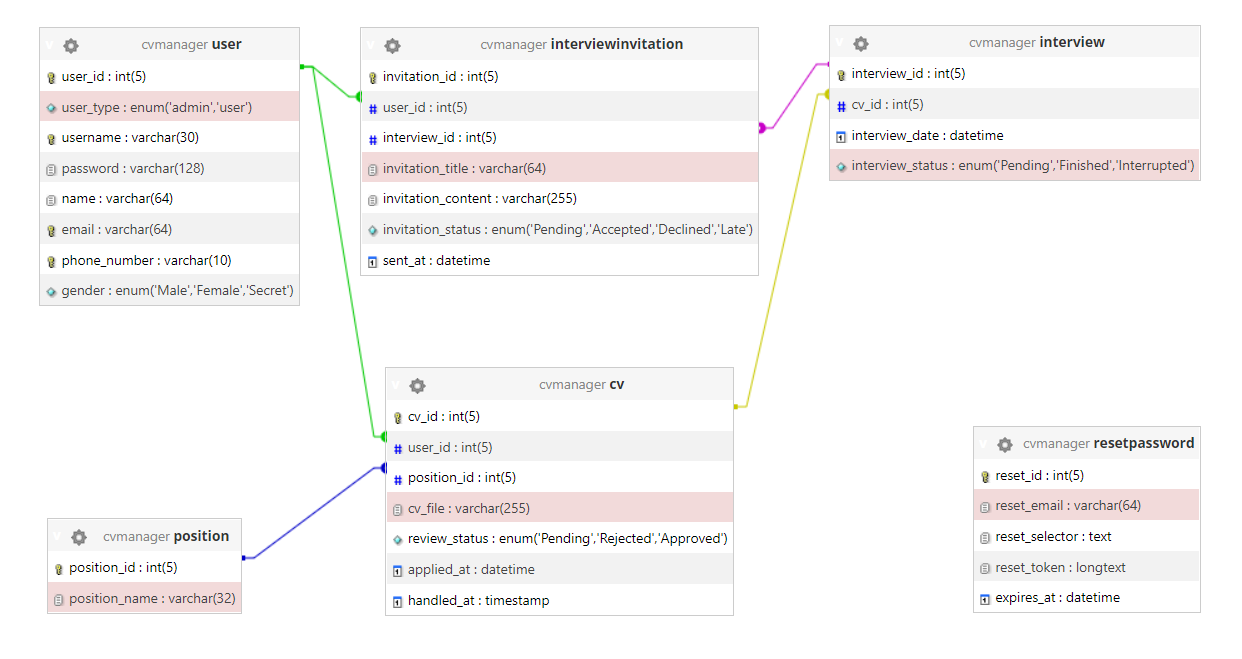 cvmanager user
user_id : int(5)
user_type : enum('admin','user')
username : varchar(30)
password : varchar(128)
name : varchar(64)
email : varchar(64)
phone_number : varchar(10)
gender : enum('Male','Female','Secret')
cvmanager interviewinvitation
invitation_id : int(5)
user_id : int(5)
interview_id : int(5)
invitation_title : varchar(64)
invitation_content : varchar(255)
invitation_status : enum('Pending','Accepted','Declined','Late')
sent_at : datetime
cvmanager interview
interview_id : int(5)
cv_id : int(5)
interview_date : datetime
interview_status : enum('Pending','Finished','Interrupted')
cvmanager cv
cv_id : int(5)
user_id : int(5)
position_id : int(5)
cv_file : varchar(255)
review_status : enum('Pending','Rejected','Approved')
applied_at : datetime
handled_at : timestamp
cvmanager position
position_id : int(5)
position_name : varchar(32)
cvmanager resetpassword
reset_id : int(5)
reset_email : varchar(64)
reset_selector : text
reset_token : longtext
expires_at : datetime